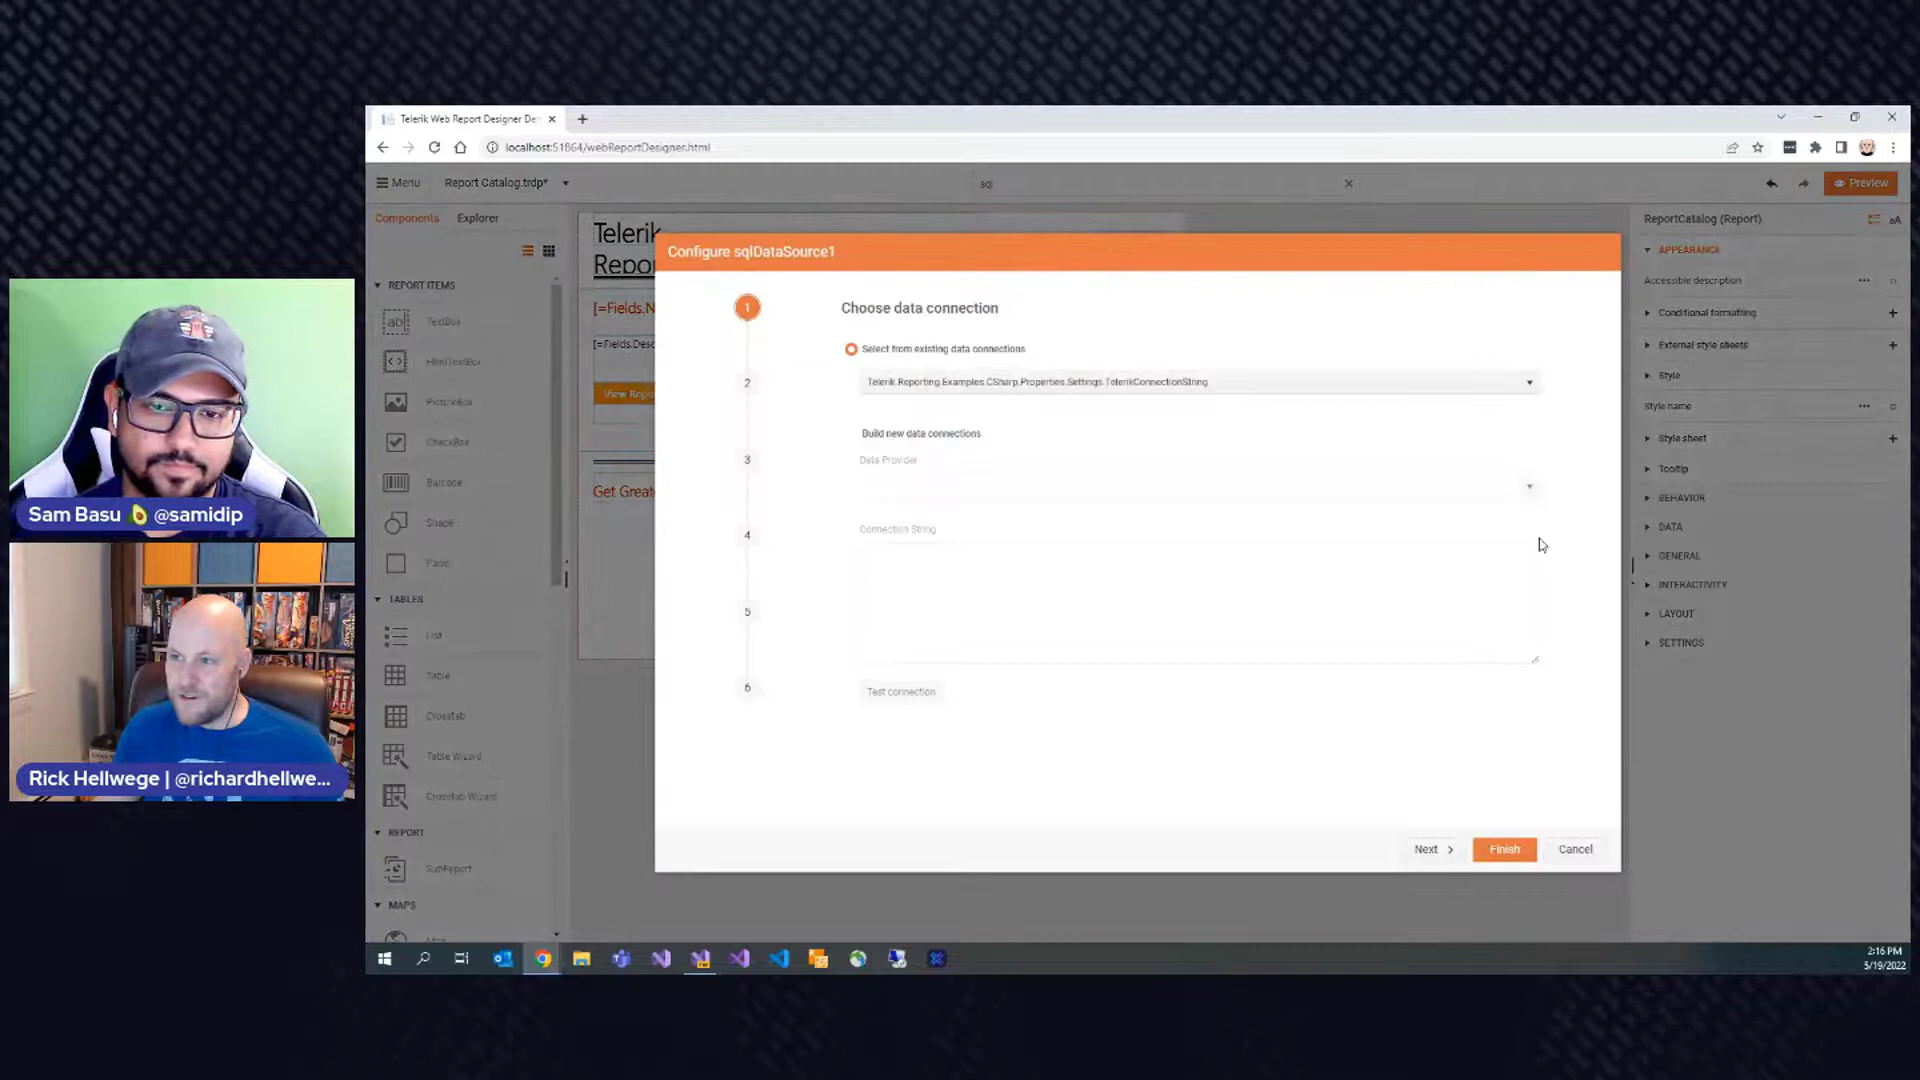 Telerik Web Report Designer De
localhost:51864/webReportDesigner.html
Menu
Report Catalog.trdp*
sql
Preview
Components
Explorer
REPORT ITEMS
TextBox
HtmlTextBox
PictureBox
CheckBox
Barcode
Shape
Panel
TABLES
List
Table
Crosstab
Table Wizard
Crosstab Wizard
REPORT
SubReport
MAPS
Map
Telerik
Repo
[=Fields.N
[=Fields.Desc
View Repo
Get Great
Configure sqlDataSource1
1
2
3
4
5
6
Choose data connection
Select from existing data connections
Telerik.Reporting.Examples.CSharp.Properties.Settings.TelerikConnectionString
Build new data connections
Data Provider
Connection String
Test connection
Next
Finish
Cancel
ReportCatalog (Report)
aA
APPEARANCE
Accessible description
Conditional formatting
External style sheets
Style
Style name
Style sheet
Tooltip
BEHAVIOR
DATA
GENERAL
INTERACTIVITY
LAYOUT
SETTINGS
2:16 PM
5/19/2022
Sam Basu 🥑 @samidip
Rick Hellwege | @richardhellwe...